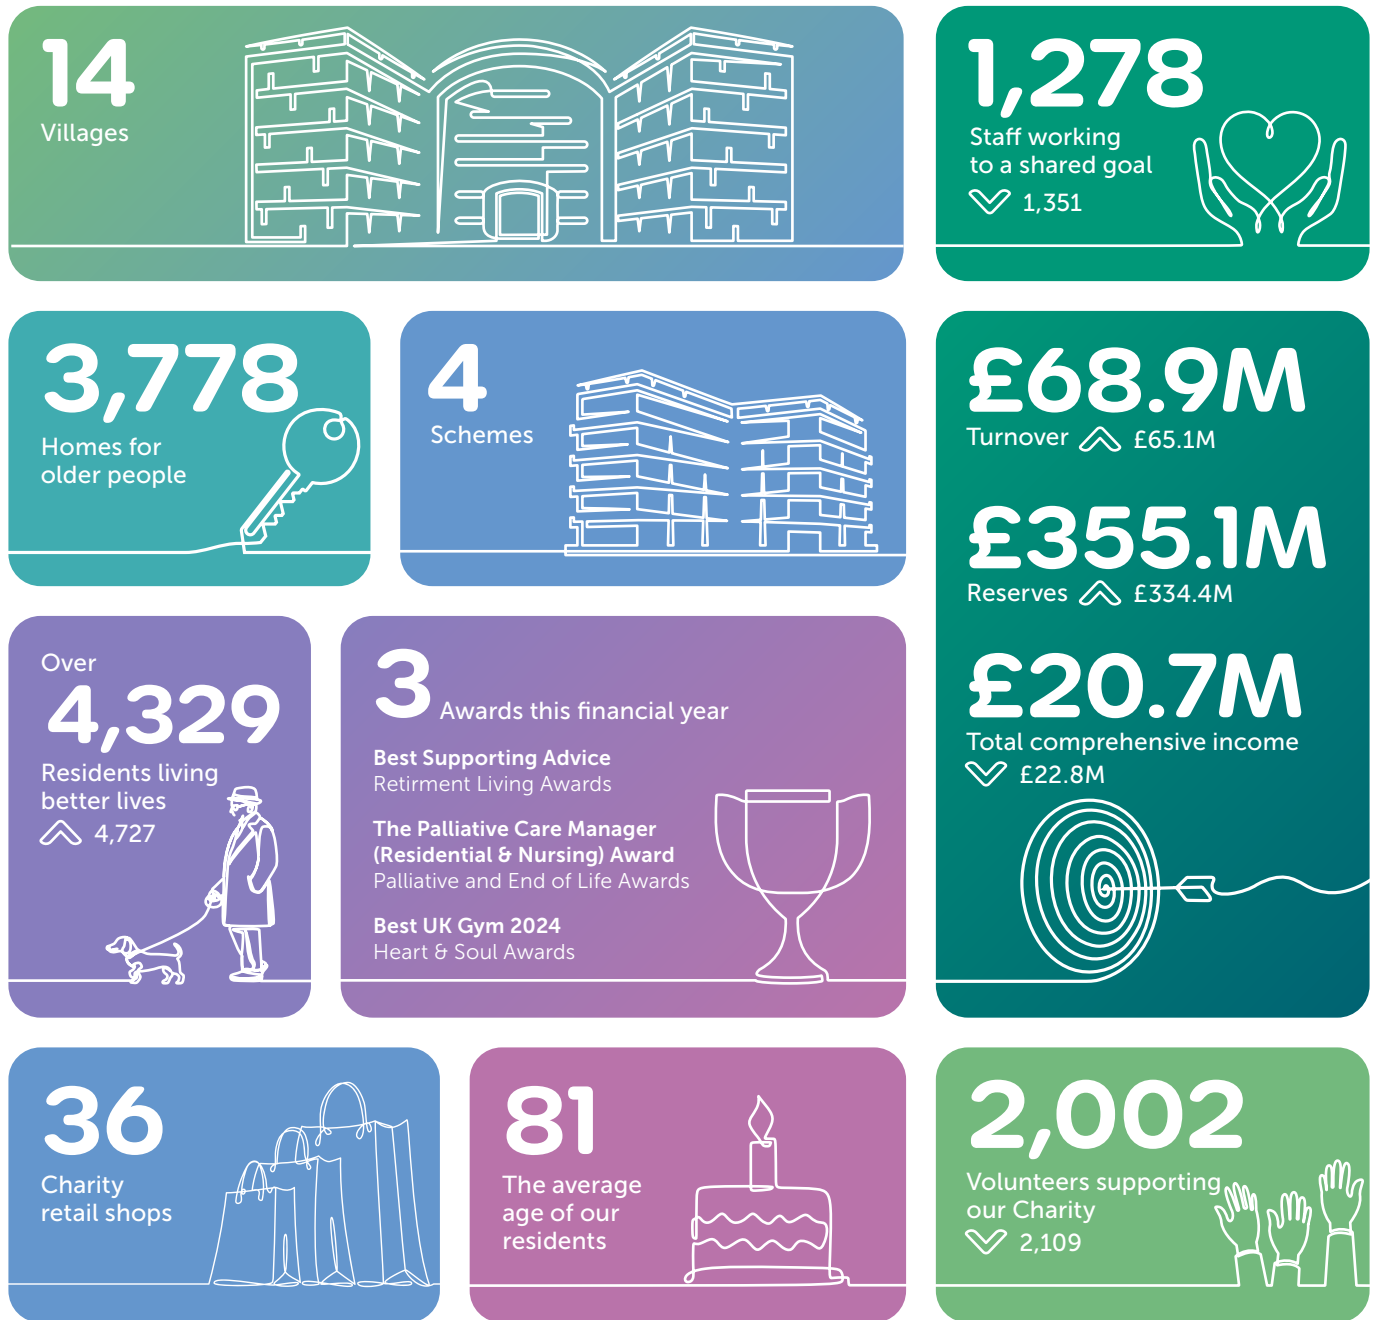 14
Villages
1,278
Staff working
to a shared goal
1,351
3,778
Homes for
older people
4
Schemes
£68.9M
Turnover £65.1M
£355.1M
Reserves £334.4M
£20.7M
Total comprehensive income
£22.8M
Over
4,329
Residents living
better lives
4,727
3 Awards this financial year
Best Supporting Advice
Retirment Living Awards
The Palliative Care Manager
(Residential & Nursing) Award
Palliative and End of Life Awards
Best UK Gym 2024
Heart & Soul Awards
36
Charity
retail shops
81
The average
age of our
residents
2,002
Volunteers supporting
our Charity
2,109